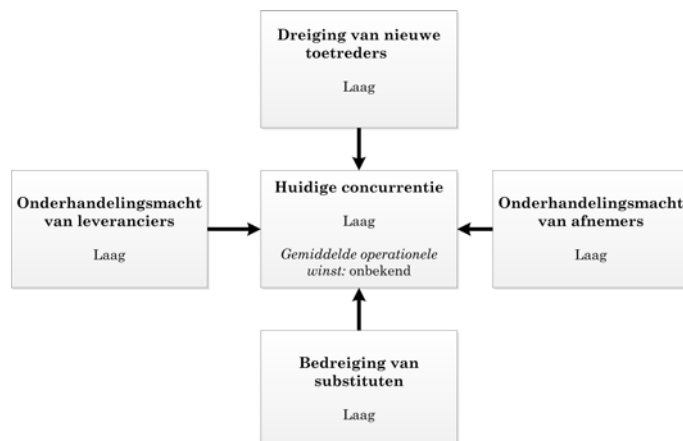 Dreiging van nieuwe
toetreders
Laag
Onderhandelingsmacht
van leveranciers
Laag
Huidige concurrentie
Laag
Gemiddelde operationele
winst: onbekend
Onderhandelingsmacht
van afnemers
Laag
Bedreiging van
substituten
Laag